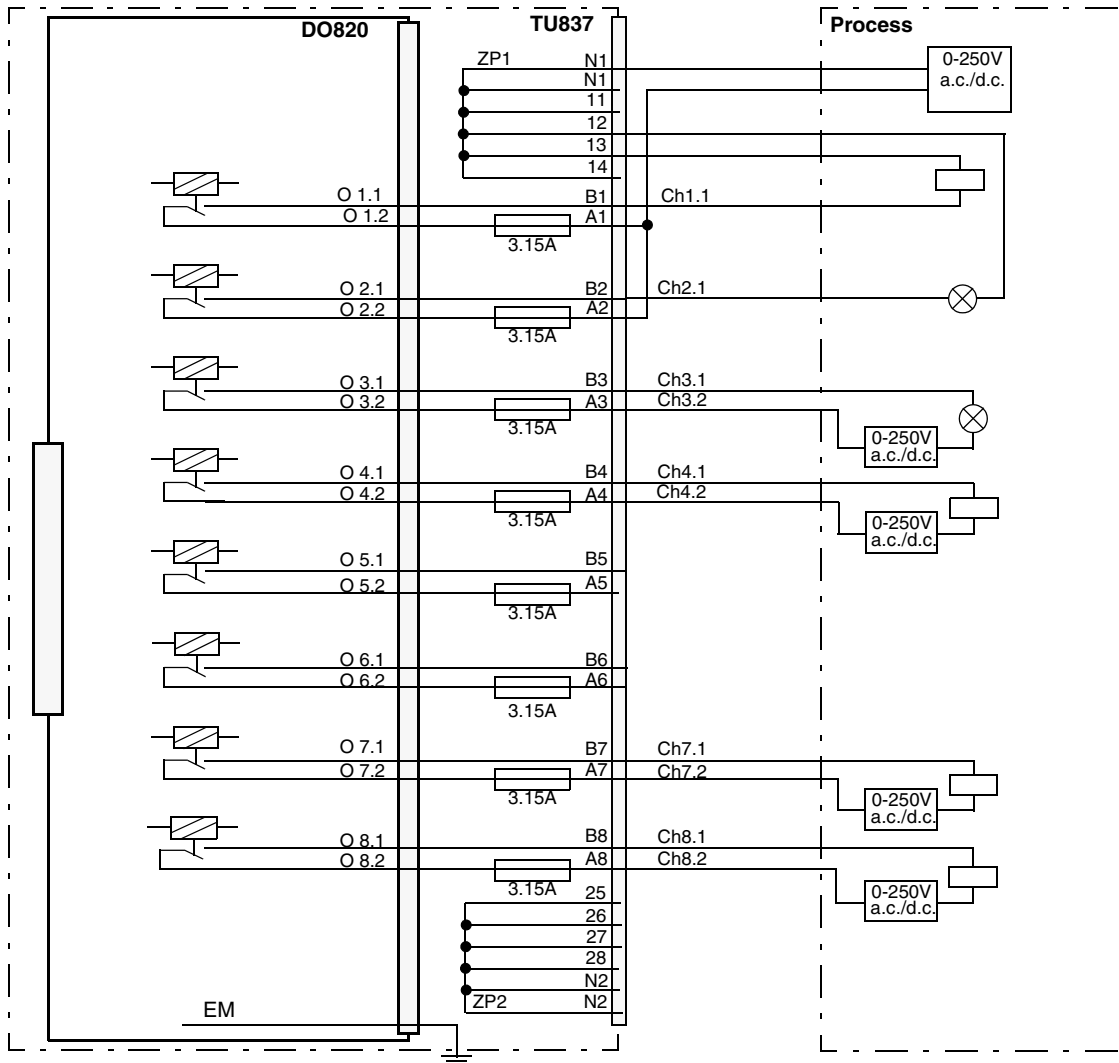 DO820
TU837
Process
ZP1
N1
0-250V
a.c./d.c.
N1
11
12
13
14
O 1.1
B1
Ch1.1
O 1.2
A1
3.15A
O 2.1
B2
Ch2.1
O 2.2
A2
3.15A
O 3.1
B3
Ch3.1
O 3.2
A3
Ch3.2
3.15A
0-250V
a.c./d.c.
O 4.1
B4
Ch4.1
O 4.2
A4
Ch4.2
3.15A
0-250V
a.c./d.c.
O 5.1
B5
O 5.2
A5
3.15A
O 6.1
B6
O 6.2
A6
3.15A
O 7.1
B7
Ch7.1
O 7.2
A7
Ch7.2
3.15A
0-250V
a.c./d.c.
O 8.1
B8
Ch8.1
O 8.2
A8
Ch8.2
3.15A
0-250V
a.c./d.c.
25
26
27
28
N2
ZP2
N2
EM